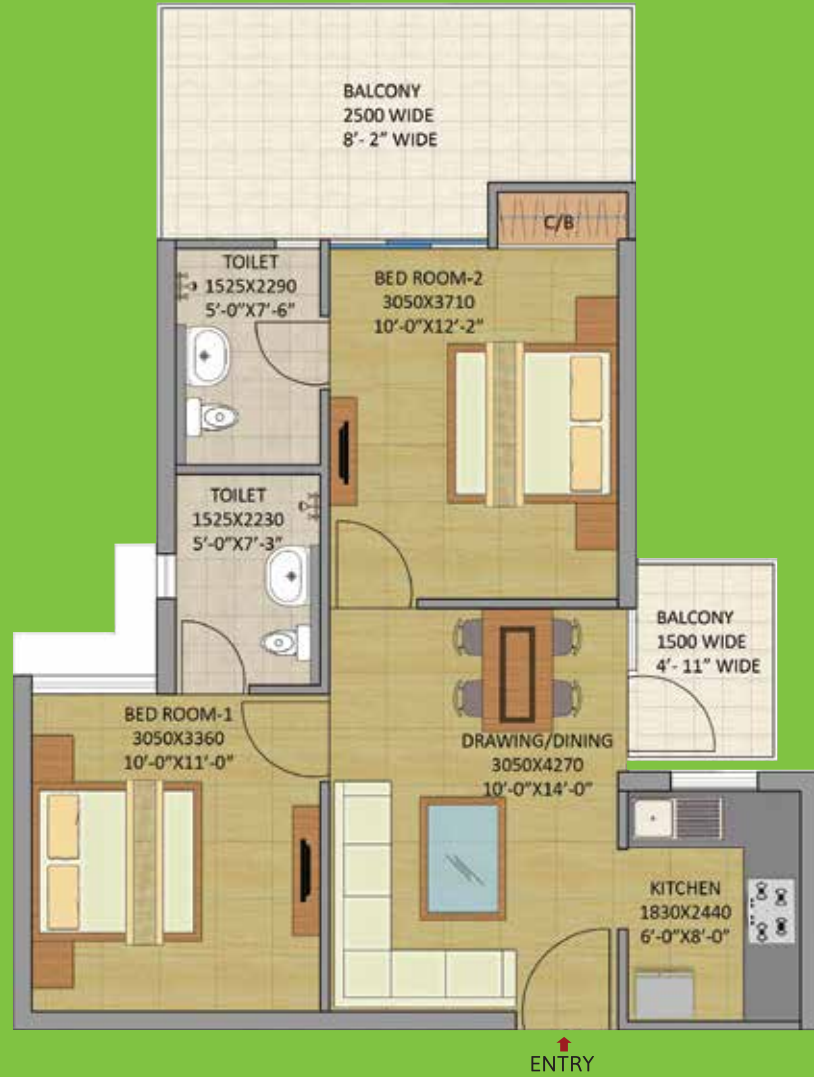 BALCONY
2500 WIDE
8'- 2" WIDE
C/B
TOILET
1525X2290
5'-0"X7'-6"
BED ROOM-2
3050X3710
10'-0"X12'-2"
TOILET
1525X2230
5'-0"X7'-3"
BALCONY
1500 WIDE
4'- 11" WIDE
BED ROOM-1
3050X3360
10'-0"X11'-0"
DRAWING/DINING
3050X4270
10'-0"X14'-0"
KITCHEN
1830X2440
6'-0"X8'-0"
ENTRY